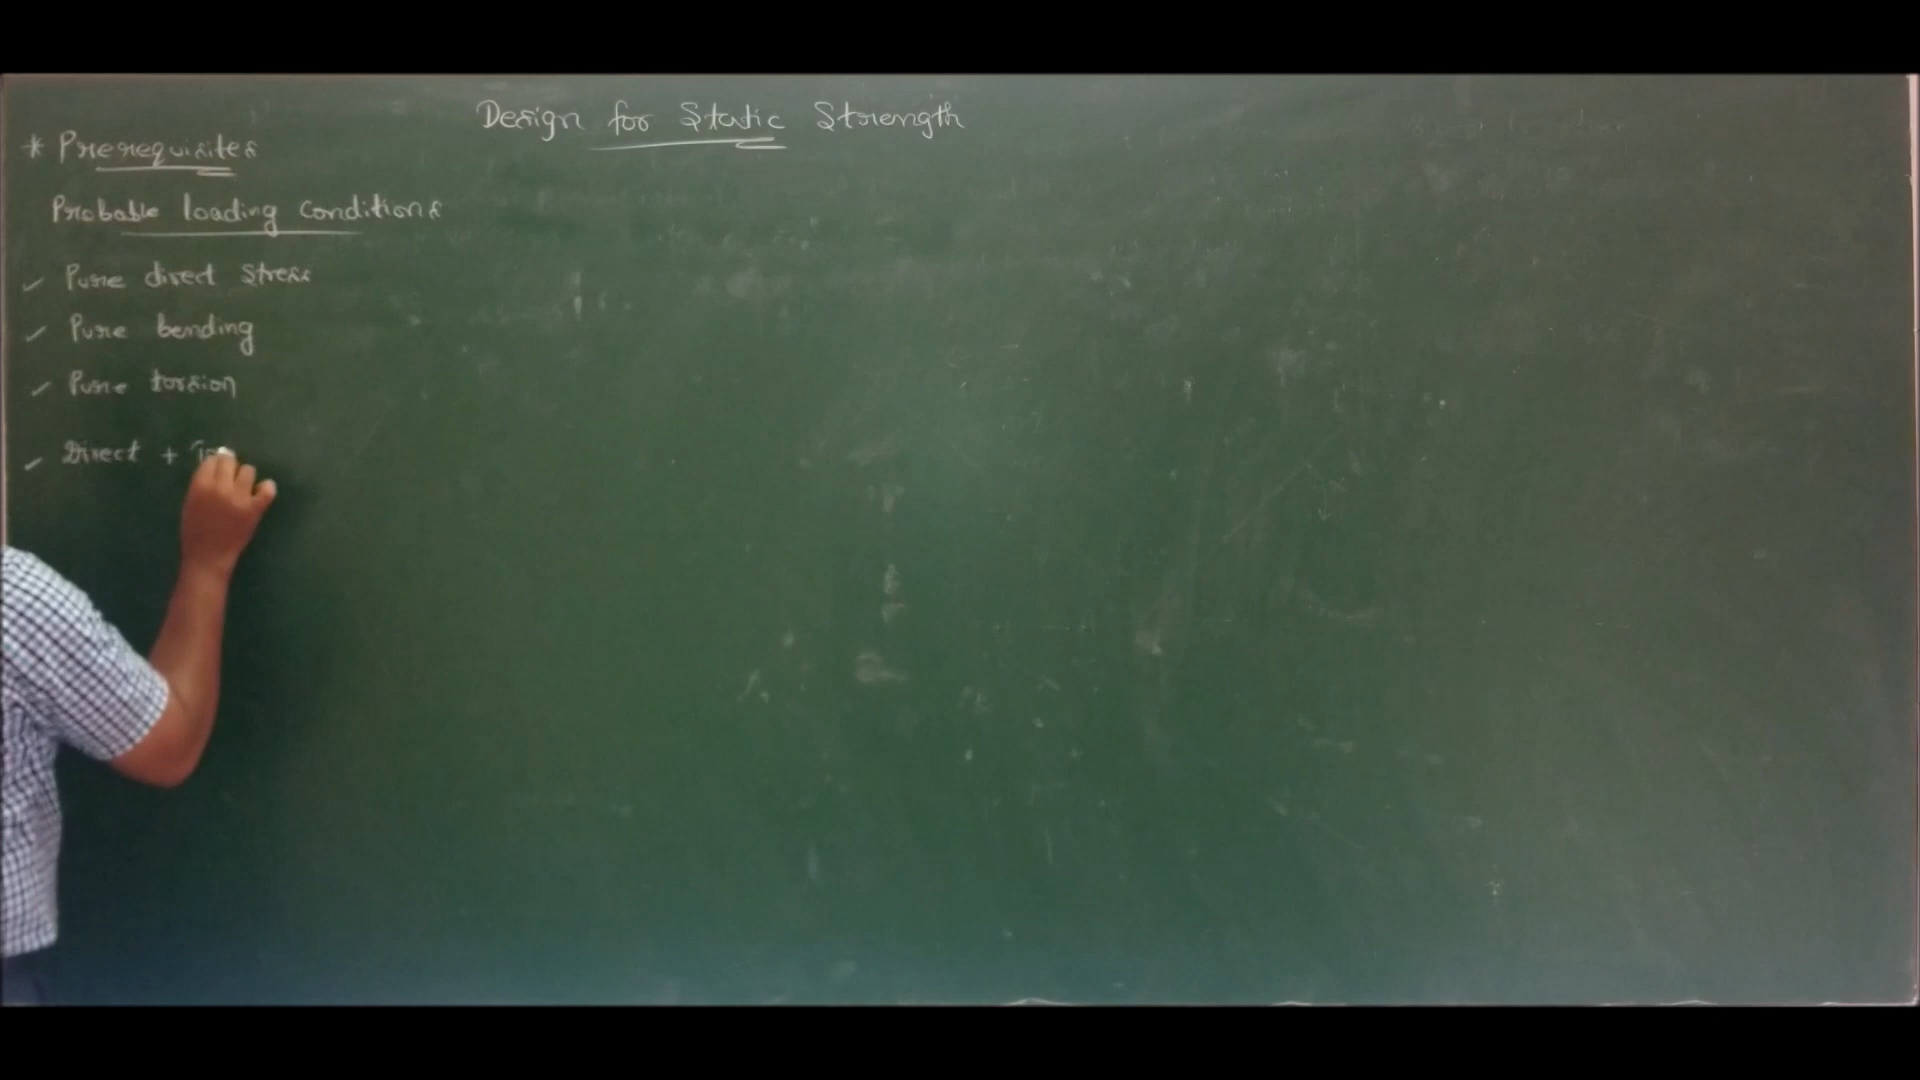 Design for Static Strength
* Prerequisites
Probable loading conditions
✓ Pure direct stress
✓ Pure bending
✓ Pure torsion
✓ Direct +